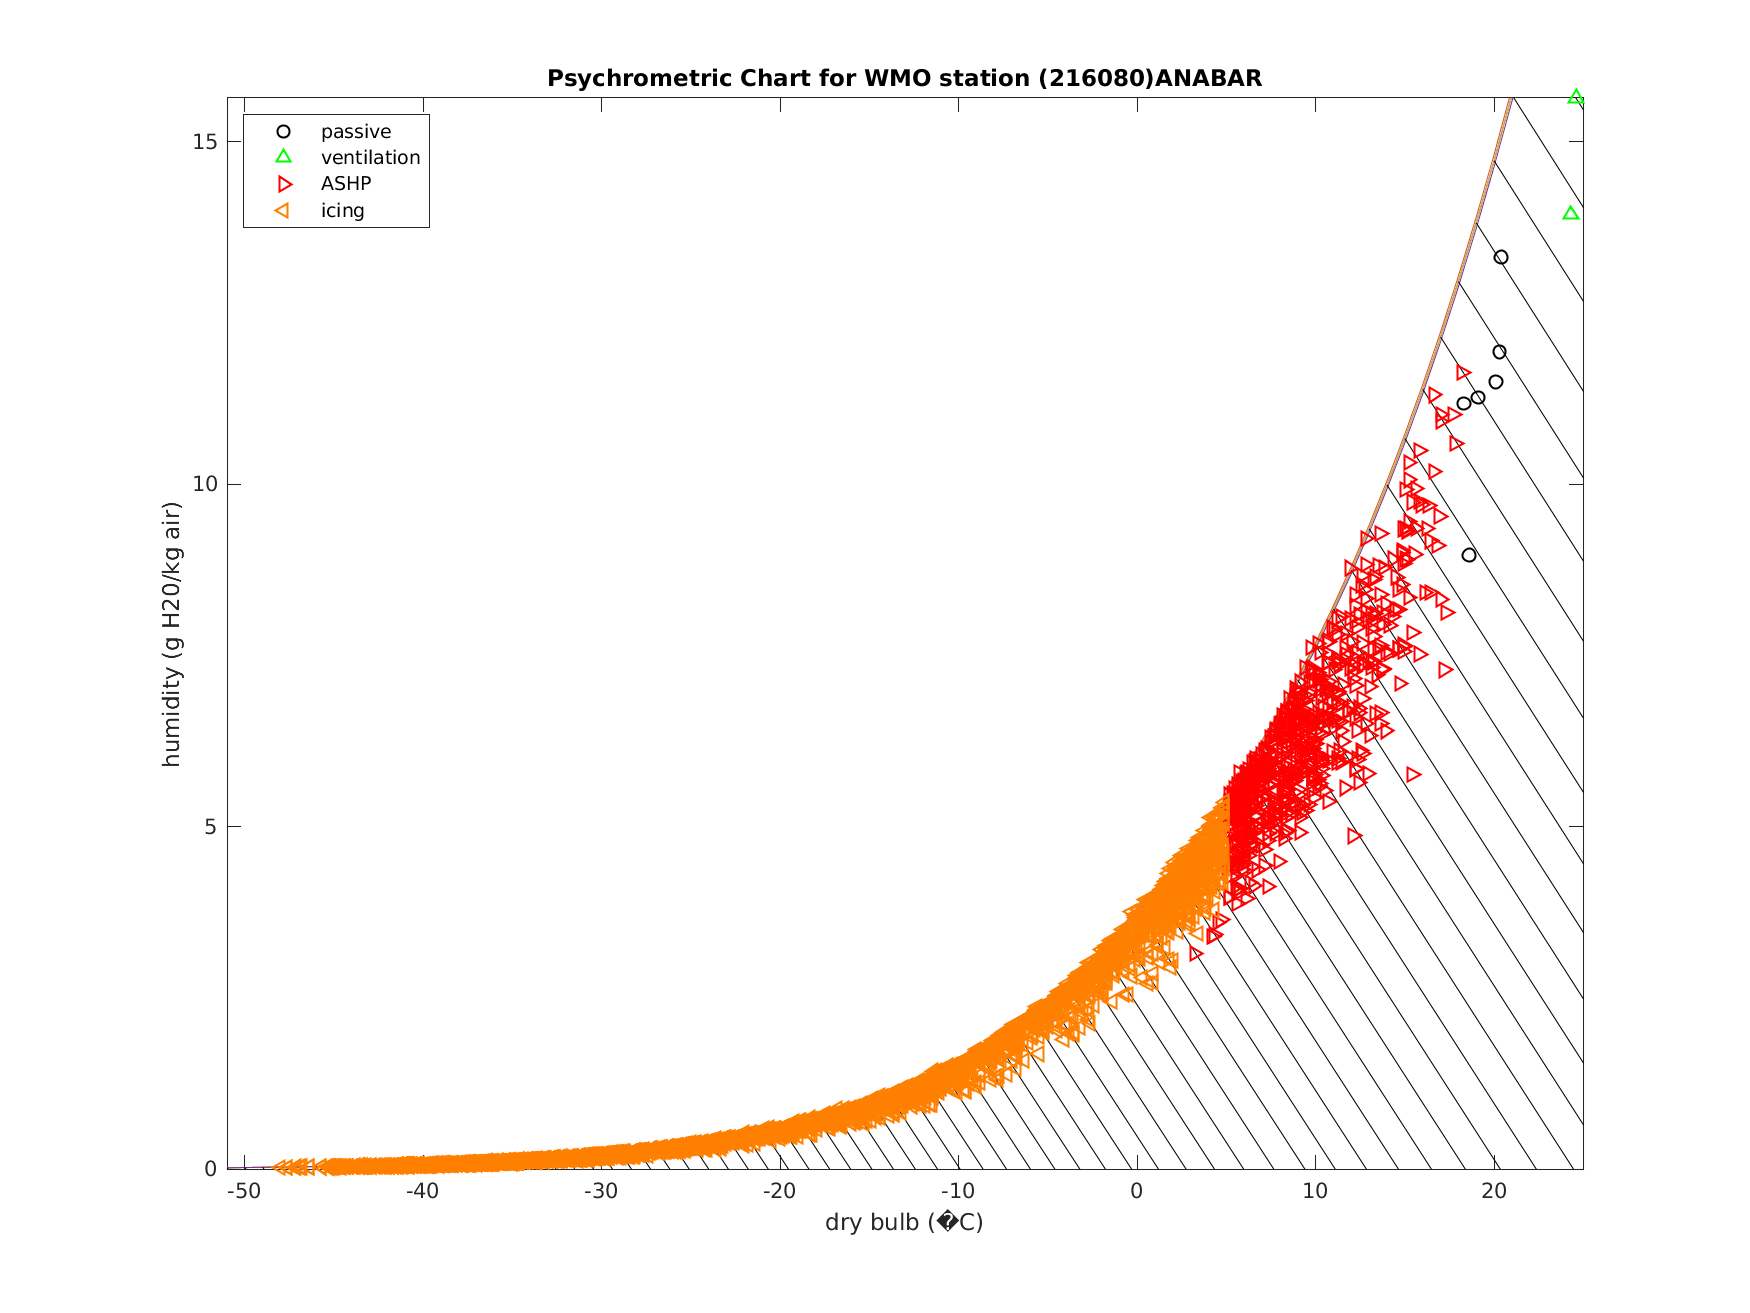 Psychrometric Chart for WMO station (216080)ANABAR
passive
ventilation
ASHP
icing
15
10
5
0
humidity (g H20/kg air)
-50 -40 -30 -20 -10 0 10 20
dry bulb (�C)